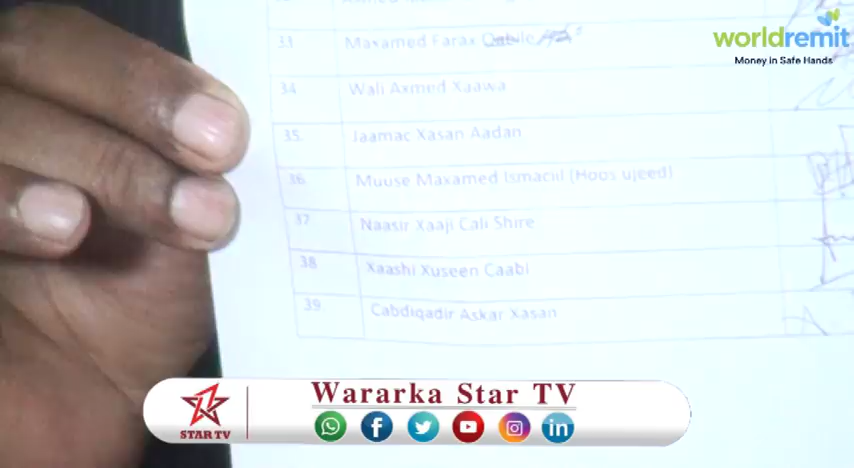 worldremit
Money in Safe Hands
33 Maxamed Farax
34 Wali Axmed Xaawa
35. Jaamac Xasan Aadan
36 Muuse Maxamed Ismaciil (Hoos ujeed)
37 Naasir Xaaji Cali Shire
38 Xaashi Xuseen Caabi
39 Cabdiqadir Askar Xasan
Wararka Star TV
STAR TV